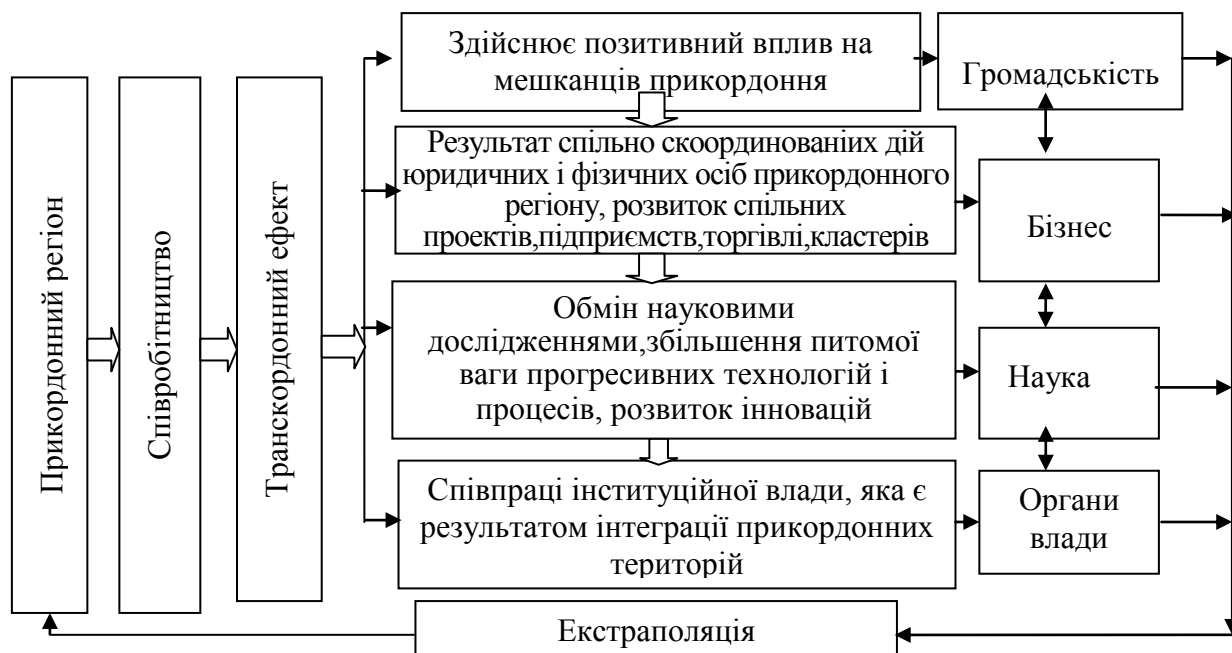 Прикордонний регіон
Співробітництво
Транскордонний ефект
Здійснює позитивний вплив на
мешканців прикордоння
Громадськість
Результат спільно скоординованіих дій
юридичних і фізичних осіб прикордонного
регіону, розвиток спільних
проектів,підприємств,торгівлі,кластерів
Бізнес
Обмін науковими
дослідженнями,збільшення питомої
ваги прогресивних технологій і
процесів, розвиток інновацій
Наука
Співпраці інституційної влади, яка є
результатом інтеграції прикордонних
територій
Органи
влади
Екстраполяція